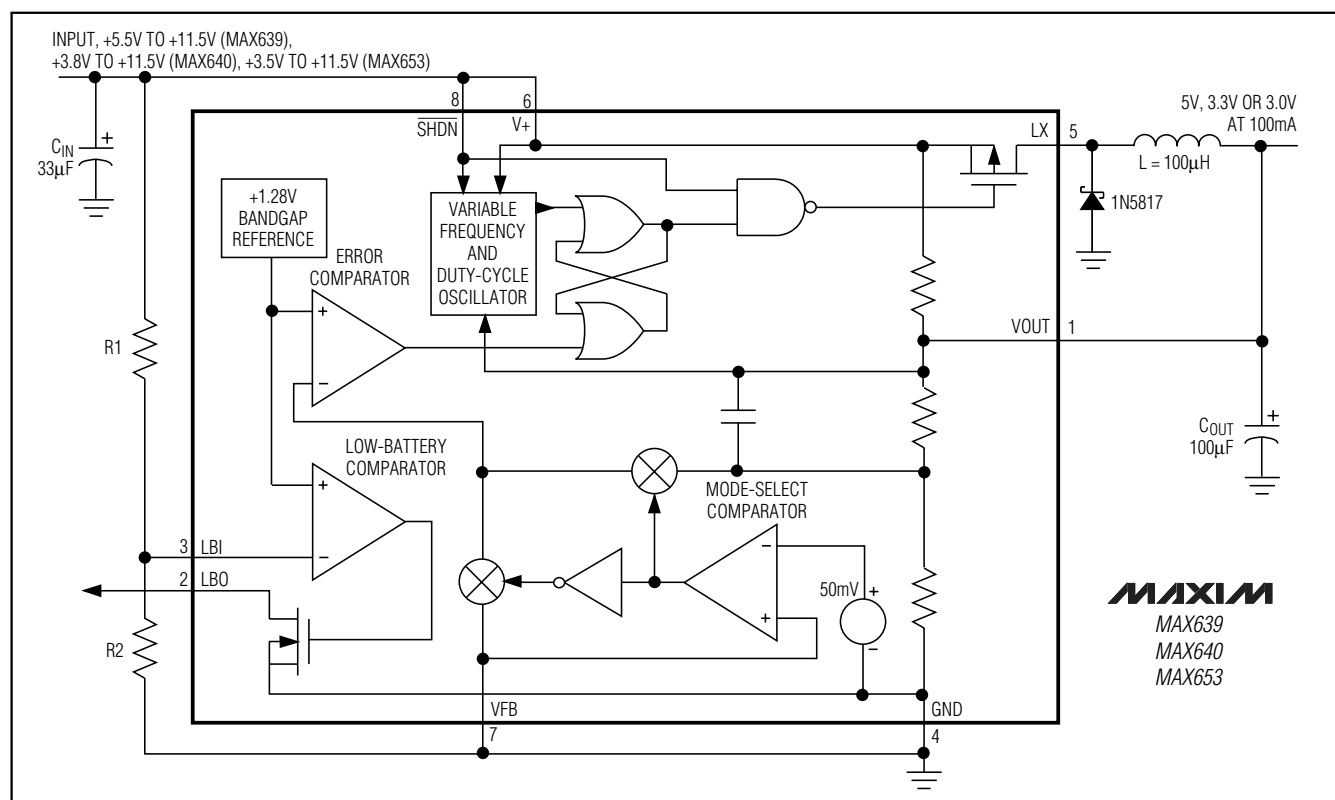 INPUT, +5.5V TO +11.5V (MAX639),
+3.8V TO +11.5V (MAX640), +3.5V TO +11.5V (MAX653)
8
6
SHDN
V+
LX
5
5V, 3.3V OR 3.0V
AT 100mA
CIN
33µF
+
L = 100µH
1N5817
+1.28V
BANDGAP
REFERENCE
VARIABLE
FREQUENCY
AND
DUTY-CYCLE
OSCILLATOR
ERROR
COMPARATOR
+
−
R1
VOUT
1
COUT
100µF
+
LOW-BATTERY
COMPARATOR
+
−
MODE-SELECT
COMPARATOR
−
+
50mV
+
−
3
LBI
2
LBO
R2
MAXIM
MAX639
MAX640
MAX653
VFB
7
GND
4